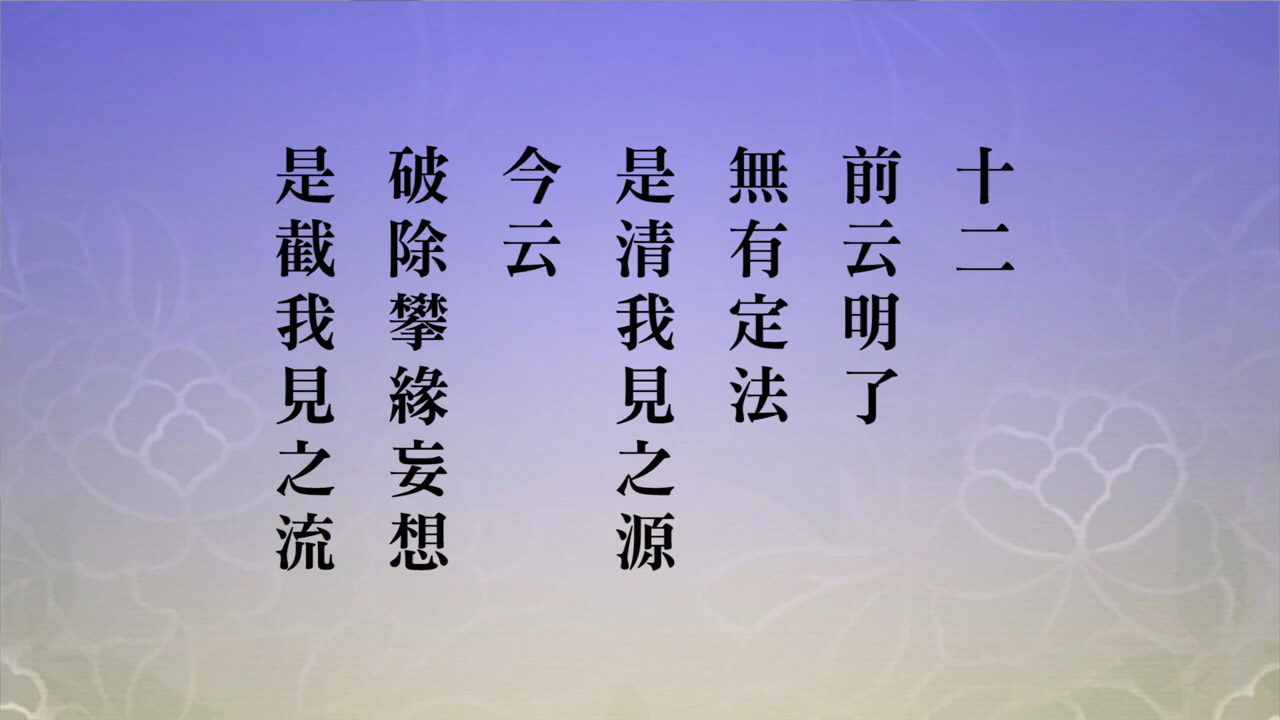 十二
前云明了
無有定法
是清我見之源
今云
破除攀緣妄想
是截我見之流